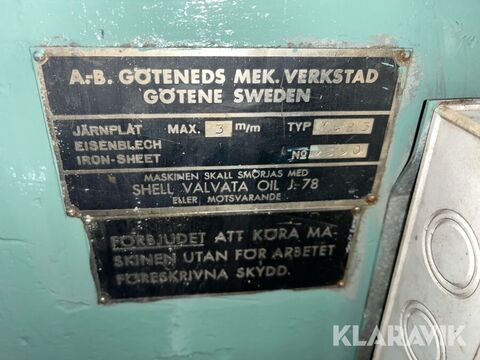 A.-B. GÖTENEDS MEK. VERKSTAD
GÖTENE SWEDEN
JÄRNPLÅT MAX. 3 m/m TYP
EISENBLECH
IRON-SHEET No
MASKINEN SKALL SMÖRJAS MED
SHELL VALVATA OIL J-78
ELLER MOTSVARANDE
FÖRBJUDET ATT KÖRA MA-
SKINEN UTAN FÖR ARBETET
FÖRESKRIVNA SKYDD.
KLARAVIK